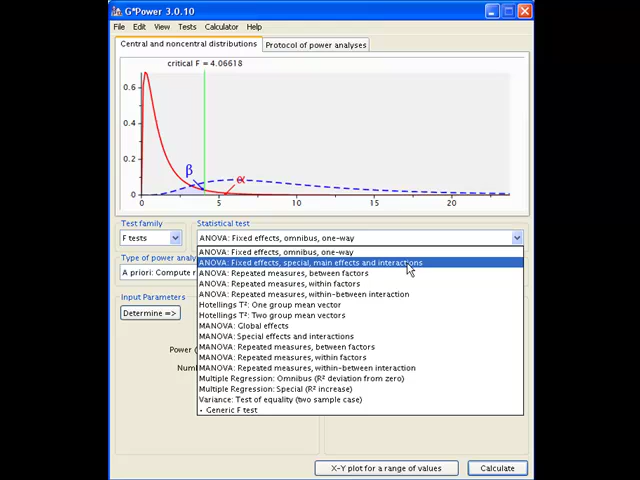 G*Power 3.0.10
File Edit View Tests Calculator Help
Central and noncentral distributions Protocol of power analyses
critical F = 4.06618
0.6
0.4
0.2
0
β
α
0 5 10 15 20
Test family Statistical test
F tests ANOVA: Fixed effects, omnibus, one-way
ANOVA: Fixed effects, omnibus, one-way
ANOVA: Fixed effects, special, main effects and interactions
ANOVA: Repeated measures, between factors
ANOVA: Repeated measures, within factors
ANOVA: Repeated measures, within-between interaction
Hotellings T²: One group mean vector
Hotellings T²: Two group mean vectors
MANOVA: Global effects
MANOVA: Special effects and interactions
MANOVA: Repeated measures, between factors
MANOVA: Repeated measures, within factors
MANOVA: Repeated measures, within-between interaction
Multiple Regression: Omnibus (R² deviation from zero)
Multiple Regression: Special (R² increase)
Variance: Test of equality (two sample case)
• Generic F test
Type of power analy
A priori: Compute r
Input Parameters
Determine =>
Power (
Num
X-Y plot for a range of values Calculate